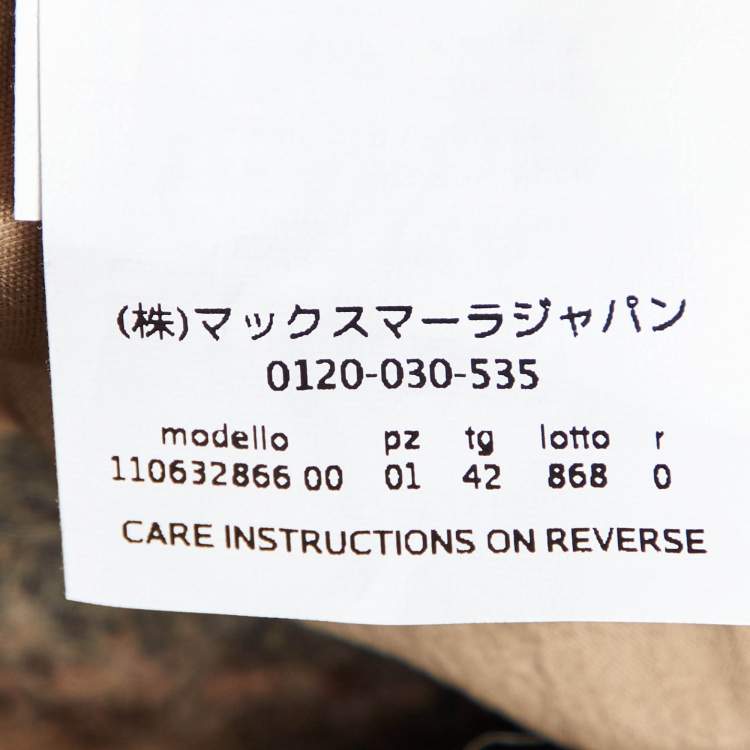 (株)マックスマーラジャパン
0120-030-535
modello pz tg lotto r
110632866 00 01 42 868 0
CARE INSTRUCTIONS ON REVERSE